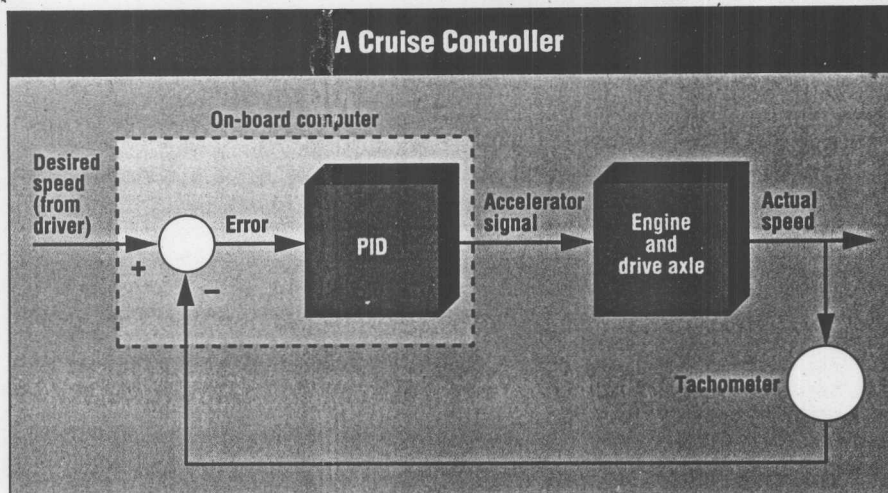 A Cruise Controller
On-board computer
Desired
speed
(from
driver)
+
Error
–
PID
Accelerator
signal
Engine
and
drive axle
Actual
speed
Tachometer